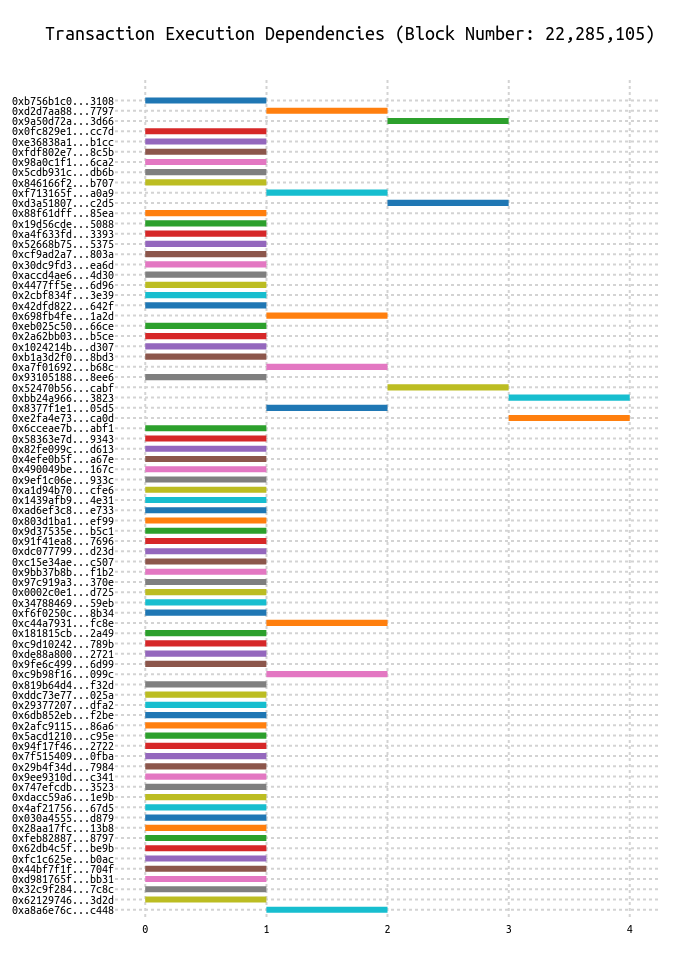 Transaction Execution Dependencies (Block Number: 22,285,105)
0xb756b1c0...3108
0xd2d7aa88...7797
0x9a50d72a...3d66
0x0fc829e1...cc7d
0xe36838a1...b1cc
0xfdf802e7...8c5b
0x98a0c1f1...6ca2
0x5cdb931c...db6b
0x846166f2...b707
0xf713165f...a0a9
0xd3a51807...c2d5
0x88f61dff...85ea
0x19d56cde...5088
0xa4f633fd...3393
0x52668b75...5375
0xcf9ad2a7...803a
0x30dc9fd3...ea6d
0xaccd4ae6...4d30
0x4477ff5e...6d96
0x2cbf834f...3e39
0x42dfd822...642f
0x698fb4fe...1a2d
0xeb025c50...66ce
0x2a62bb03...b5ce
0x1024214b...d307
0xb1a3d2f0...8bd3
0xa7f01692...b68c
0x93105188...8ee6
0x52470b56...cabf
0xbb24a966...3823
0x8377f1e1...05d5
0xe2fa4e73...ca0d
0x6cceae7b...abf1
0x58363e7d...9343
0x82fe099c...d613
0x4efe0b5f...a67e
0x490049be...167c
0x9ef1c06e...933c
0xa1d94b70...cfe6
0x1439afb9...4e31
0xad6ef3c8...e733
0x803d1ba1...ef99
0x9d37535e...b5c1
0x91f41ea8...7696
0xdc077799...d23d
0xc15e34ae...c507
0x9bb37b8b...f1b2
0x97c919a3...370e
0x0002c0e1...d725
0x34788469...59eb
0xf6f0250c...8b34
0xc44a7931...fc8e
0x181815cb...2a49
0xc9d10242...789b
0xde88a800...2721
0x9fe6c499...6d99
0xc9b98f16...099c
0x819b64d4...f32d
0xddc73e77...025a
0x29377207...dfa2
0x6db852eb...f2be
0x2afc9115...86a6
0x5acd1210...c95e
0x94f17f46...2722
0x7f515409...0fba
0x29b4f34d...7984
0x9ee9310d...c341
0x747efcdb...3523
0xdacc59a6...1e9b
0x4af21756...67d5
0x030a4555...d879
0x28aa17fc...13b8
0xfeb82887...8797
0x62db4c5f...be9b
0xfc1c625e...b0ac
0x44bf7f1f...704f
0xd981765f...bb31
0x32c9f284...7c8c
0x62129746...3d2d
0xa8a6e76c...c448
0 1 2 3 4